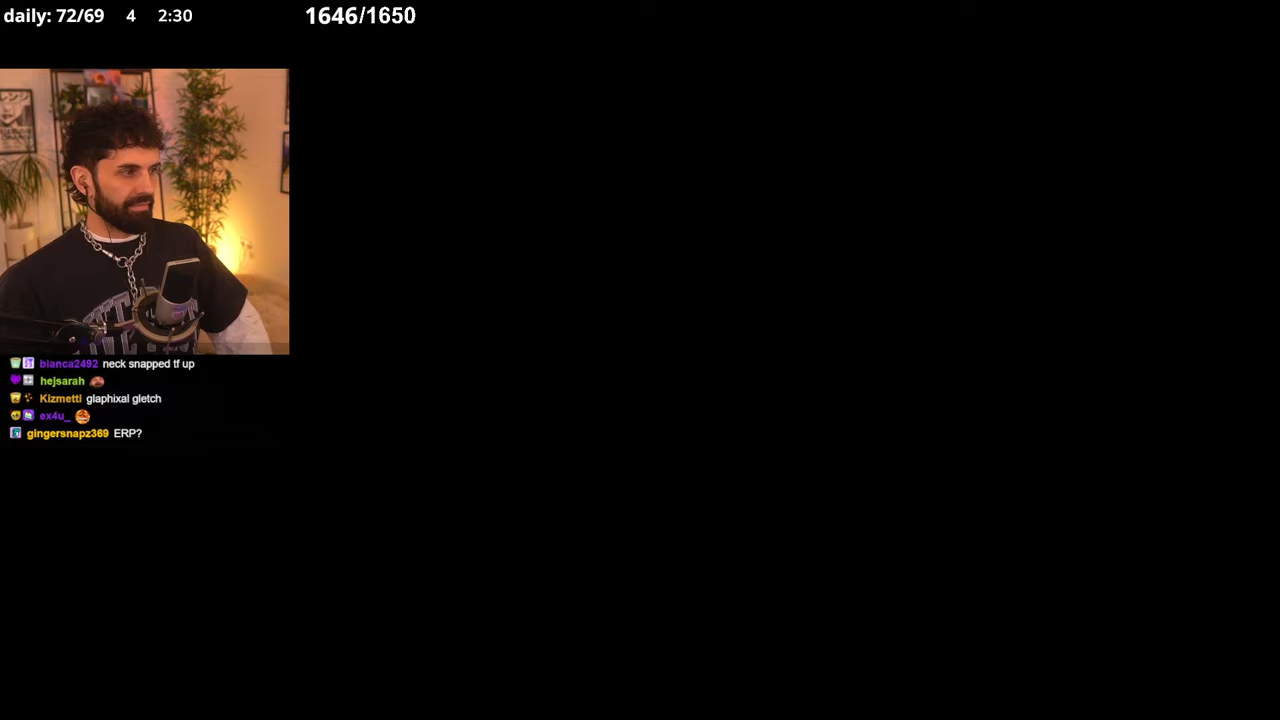 daily: 72/69 4 2:30 1646/1650
bianca2492 neck snapped tf up
hejsarah
Kizmetti glaphixal gletch
ex4u_
gingersnapz369 ERP?